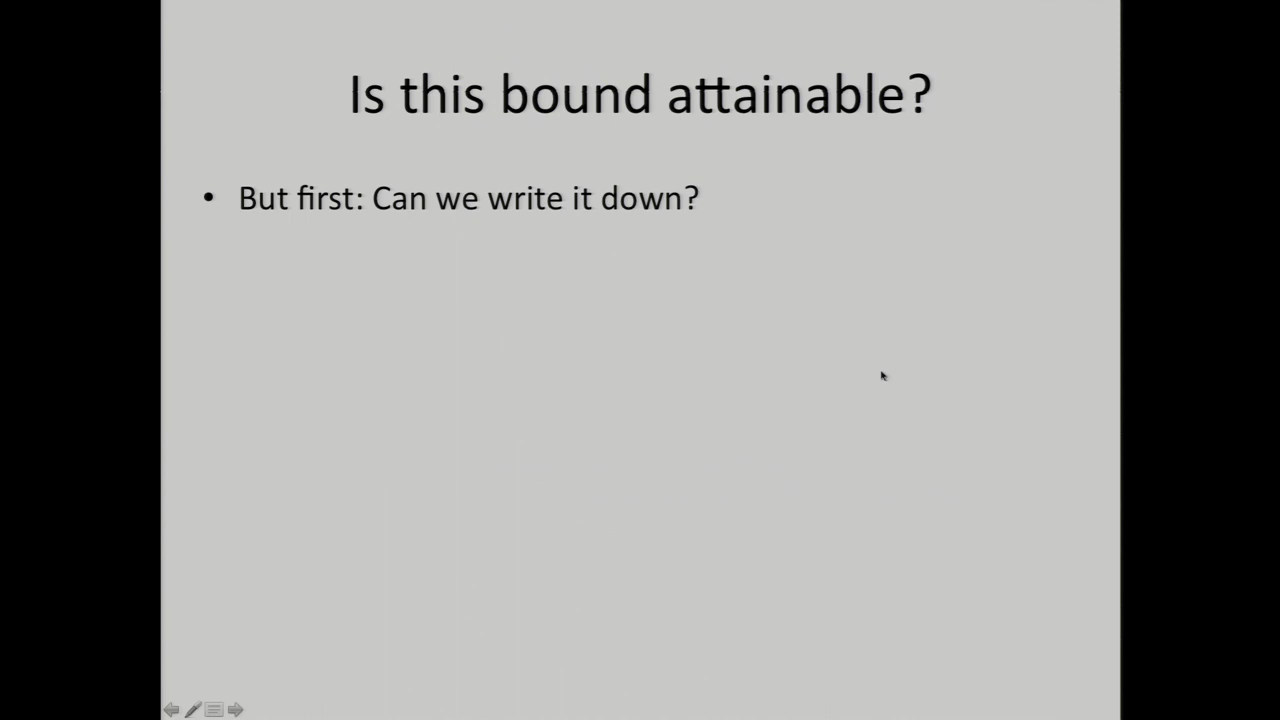 Is this bound attainable?
• But first: Can we write it down?